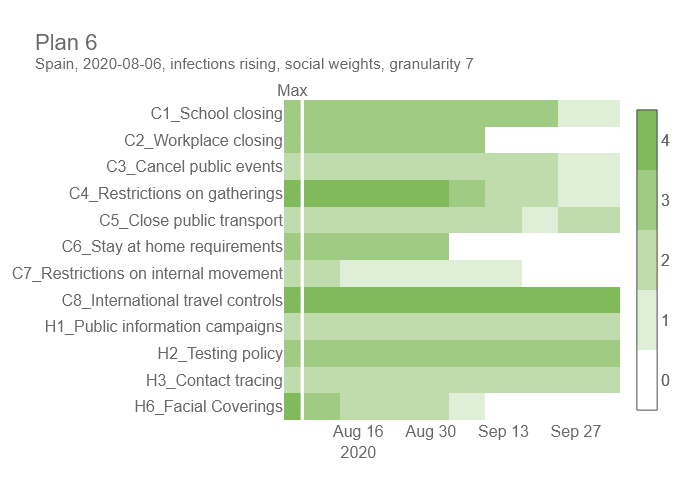 Plan 6
Spain, 2020-08-06, infections rising, social weights, granularity 7
Max
C1_School closing
C2_Workplace closing
C3_Cancel public events
C4_Restrictions on gatherings
C5_Close public transport
C6_Stay at home requirements
C7_Restrictions on internal movement
C8_International travel controls
H1_Public information campaigns
H2_Testing policy
H3_Contact tracing
H6_Facial Coverings
4
3
2
1
0
Aug 16 Aug 30 Sep 13 Sep 27
2020